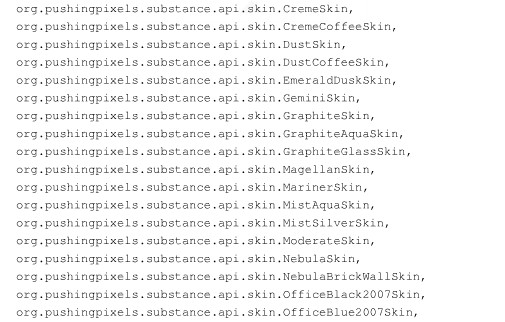 org.pushingpixels.substance.api.skin.CremeSkin,
org.pushingpixels.substance.api.skin.CremeCoffeeSkin,
org.pushingpixels.substance.api.skin.DustSkin,
org.pushingpixels.substance.api.skin.DustCoffeeSkin,
org.pushingpixels.substance.api.skin.EmeraldDuskSkin,
org.pushingpixels.substance.api.skin.GeminiSkin,
org.pushingpixels.substance.api.skin.GraphiteSkin,
org.pushingpixels.substance.api.skin.GraphiteAquaSkin,
org.pushingpixels.substance.api.skin.GraphiteGlassSkin,
org.pushingpixels.substance.api.skin.MagellanSkin,
org.pushingpixels.substance.api.skin.MarinerSkin,
org.pushingpixels.substance.api.skin.MistAquaSkin,
org.pushingpixels.substance.api.skin.MistSilverSkin,
org.pushingpixels.substance.api.skin.ModerateSkin,
org.pushingpixels.substance.api.skin.NebulaSkin,
org.pushingpixels.substance.api.skin.NebulaBrickWallSkin,
org.pushingpixels.substance.api.skin.OfficeBlack2007Skin,
org.pushingpixels.substance.api.skin.OfficeBlue2007Skin,